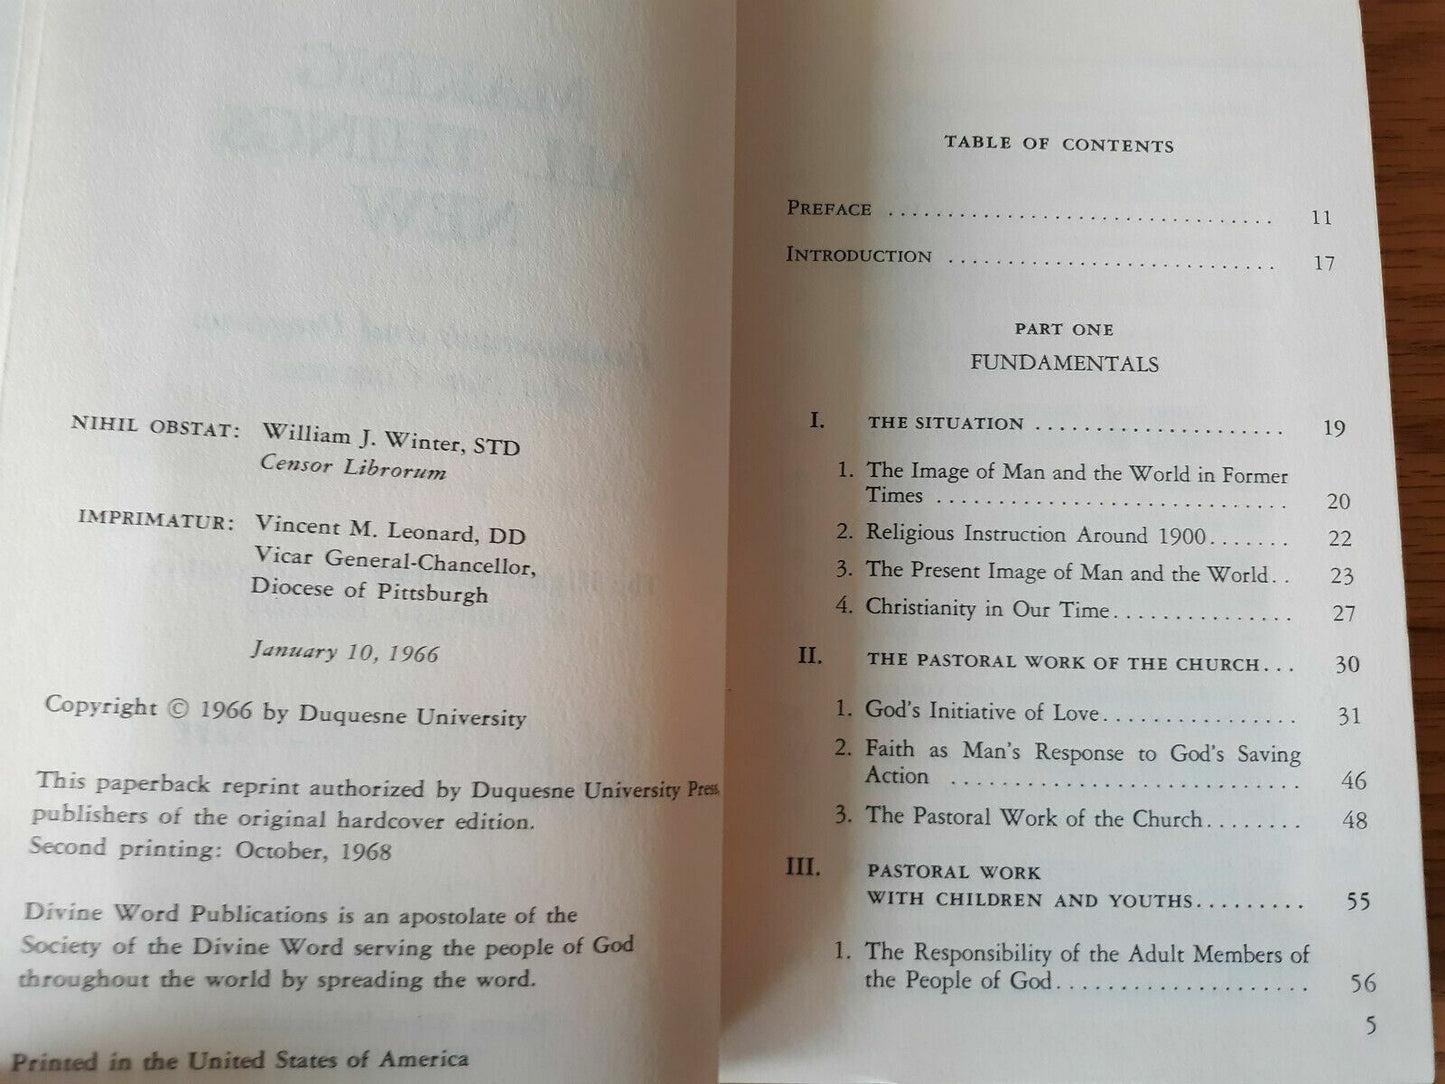 NIHIL OBSTAT: William J. Winter, STD
Censor Librorum
IMPRIMATUR: Vincent M. Leonard, DD
Vicar General-Chancellor,
Diocese of Pittsburgh
January 10, 1966
Copyright © 1966 by Duquesne University
This paperback reprint authorized by Duquesne University Press,
publishers of the original hardcover edition.
Second printing: October, 1968
Divine Word Publications is an apostolate of the
Society of the Divine Word serving the people of God
throughout the world by spreading the word.
Printed in the United States of America
TABLE OF CONTENTS
PREFACE ................................. 11
INTRODUCTION ............................ 17
PART ONE
FUNDAMENTALS
I. THE SITUATION ..................... 19
1. The Image of Man and the World in Former
Times ............................. 20
2. Religious Instruction Around 1900....... 22
3. The Present Image of Man and the World.. 23
4. Christianity in Our Time............... 27
II. THE PASTORAL WORK OF THE CHURCH... 30
1. God's Initiative of Love................ 31
2. Faith as Man's Response to God's Saving
Action ............................. 46
3. The Pastoral Work of the Church........ 48
III. PASTORAL WORK
WITH CHILDREN AND YOUTHS......... 55
1. The Responsibility of the Adult Members of
the People of God.................... 56
5